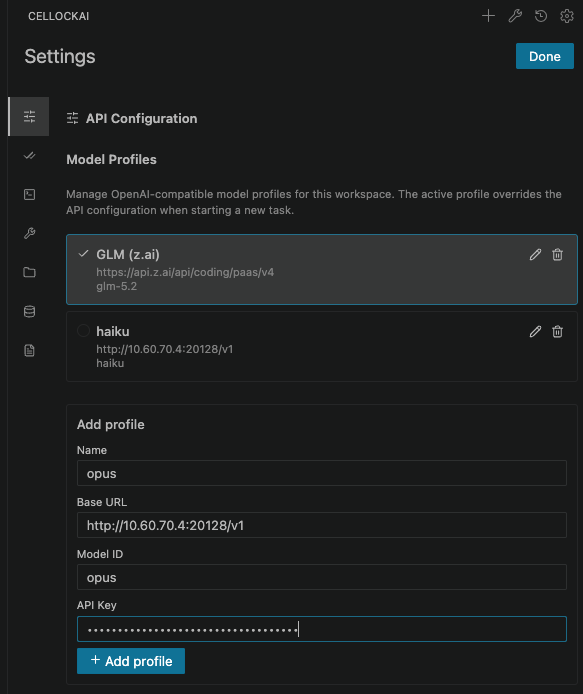 CELLOCKAI
Settings
Done
API Configuration
Model Profiles
Manage OpenAI-compatible model profiles for this workspace. The active profile overrides the
API configuration when starting a new task.
GLM (z.ai)
https://api.z.ai/api/coding/paas/v4
glm-5.2
haiku
http://10.60.70.4:20128/v1
haiku
Add profile
Name
opus
Base URL
http://10.60.70.4:20128/v1
Model ID
opus
API Key
•••••••••••••••••••••••••••••••••••
Add profile